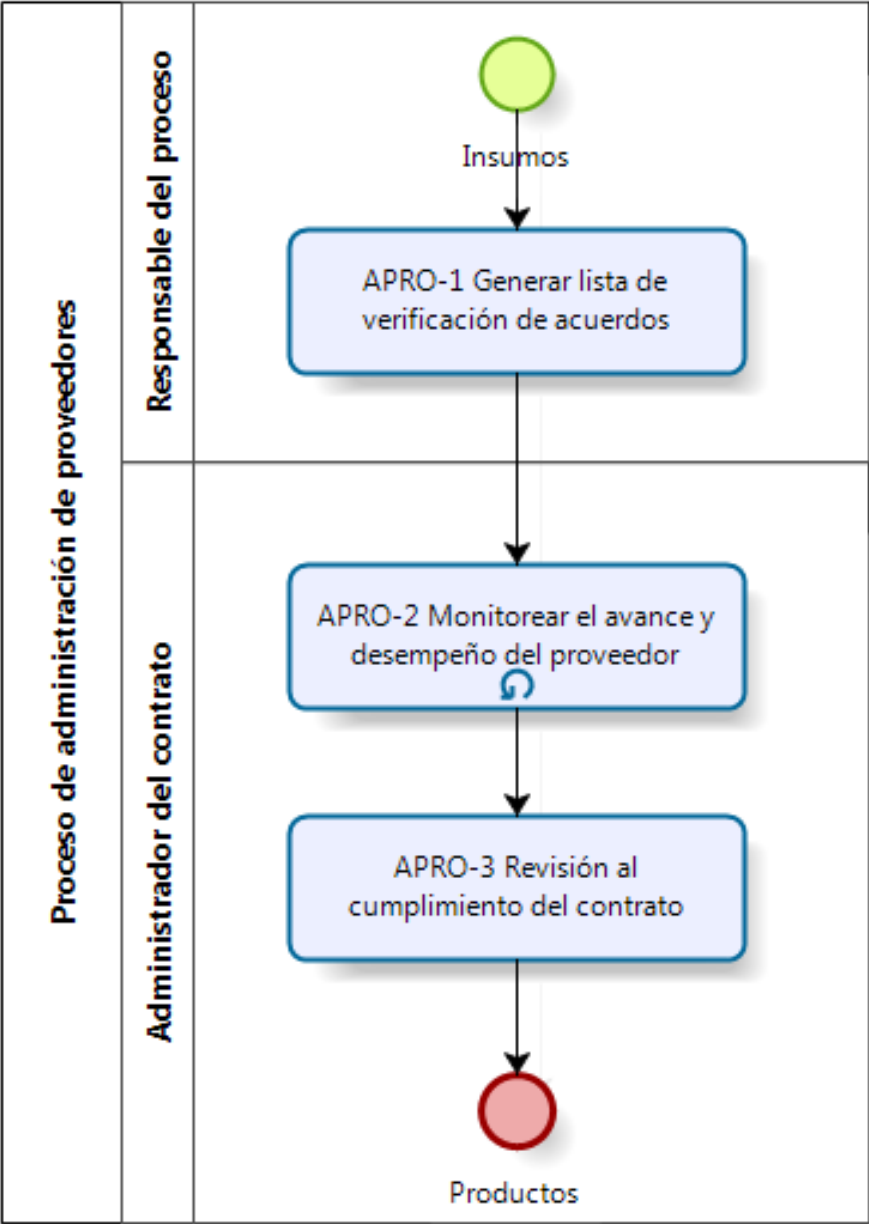 Proceso de administración de proveedores
Responsable del proceso
Insumos
APRO-1 Generar lista de
verificación de acuerdos
Administrador del contrato
APRO-2 Monitorear el avance y
desempeño del proveedor
APRO-3 Revisión al
cumplimiento del contrato
Productos